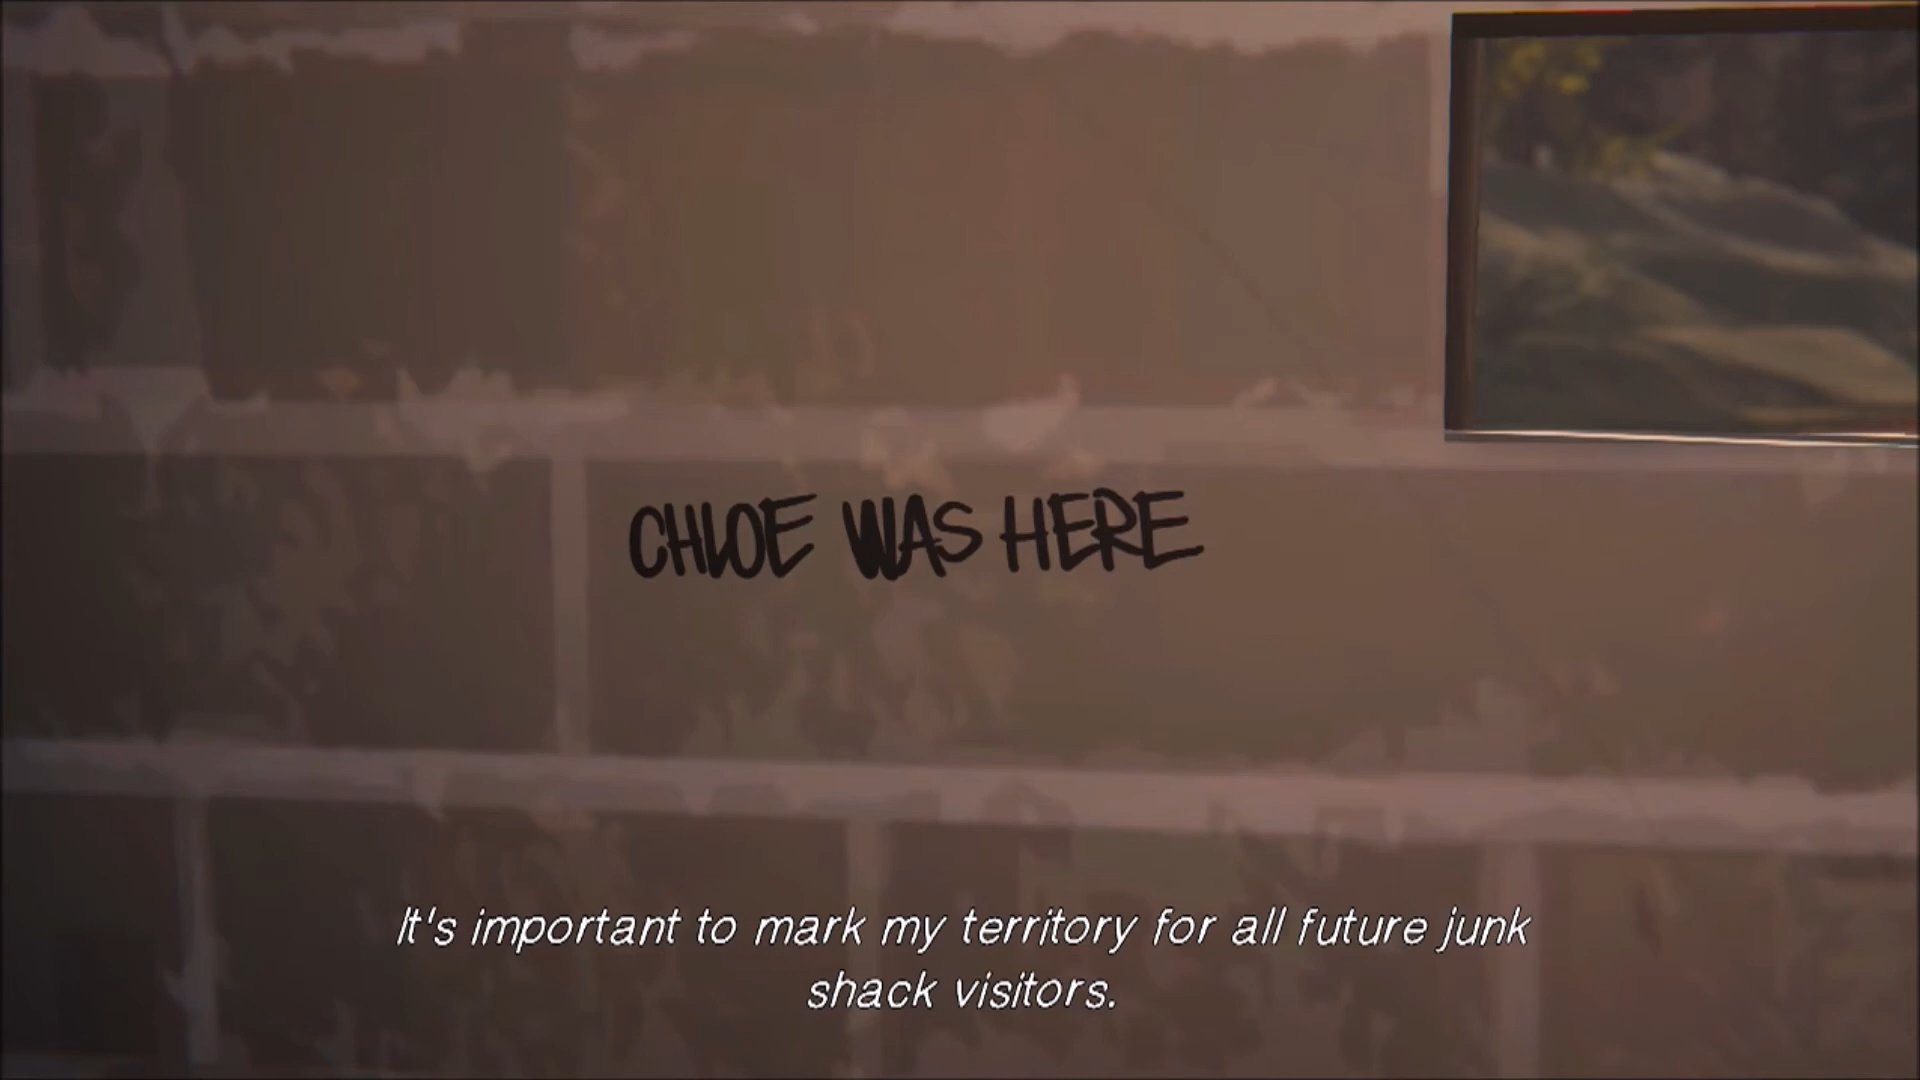 CHLOE WAS HERE
It's important to mark my territory for all future junk
shack visitors.